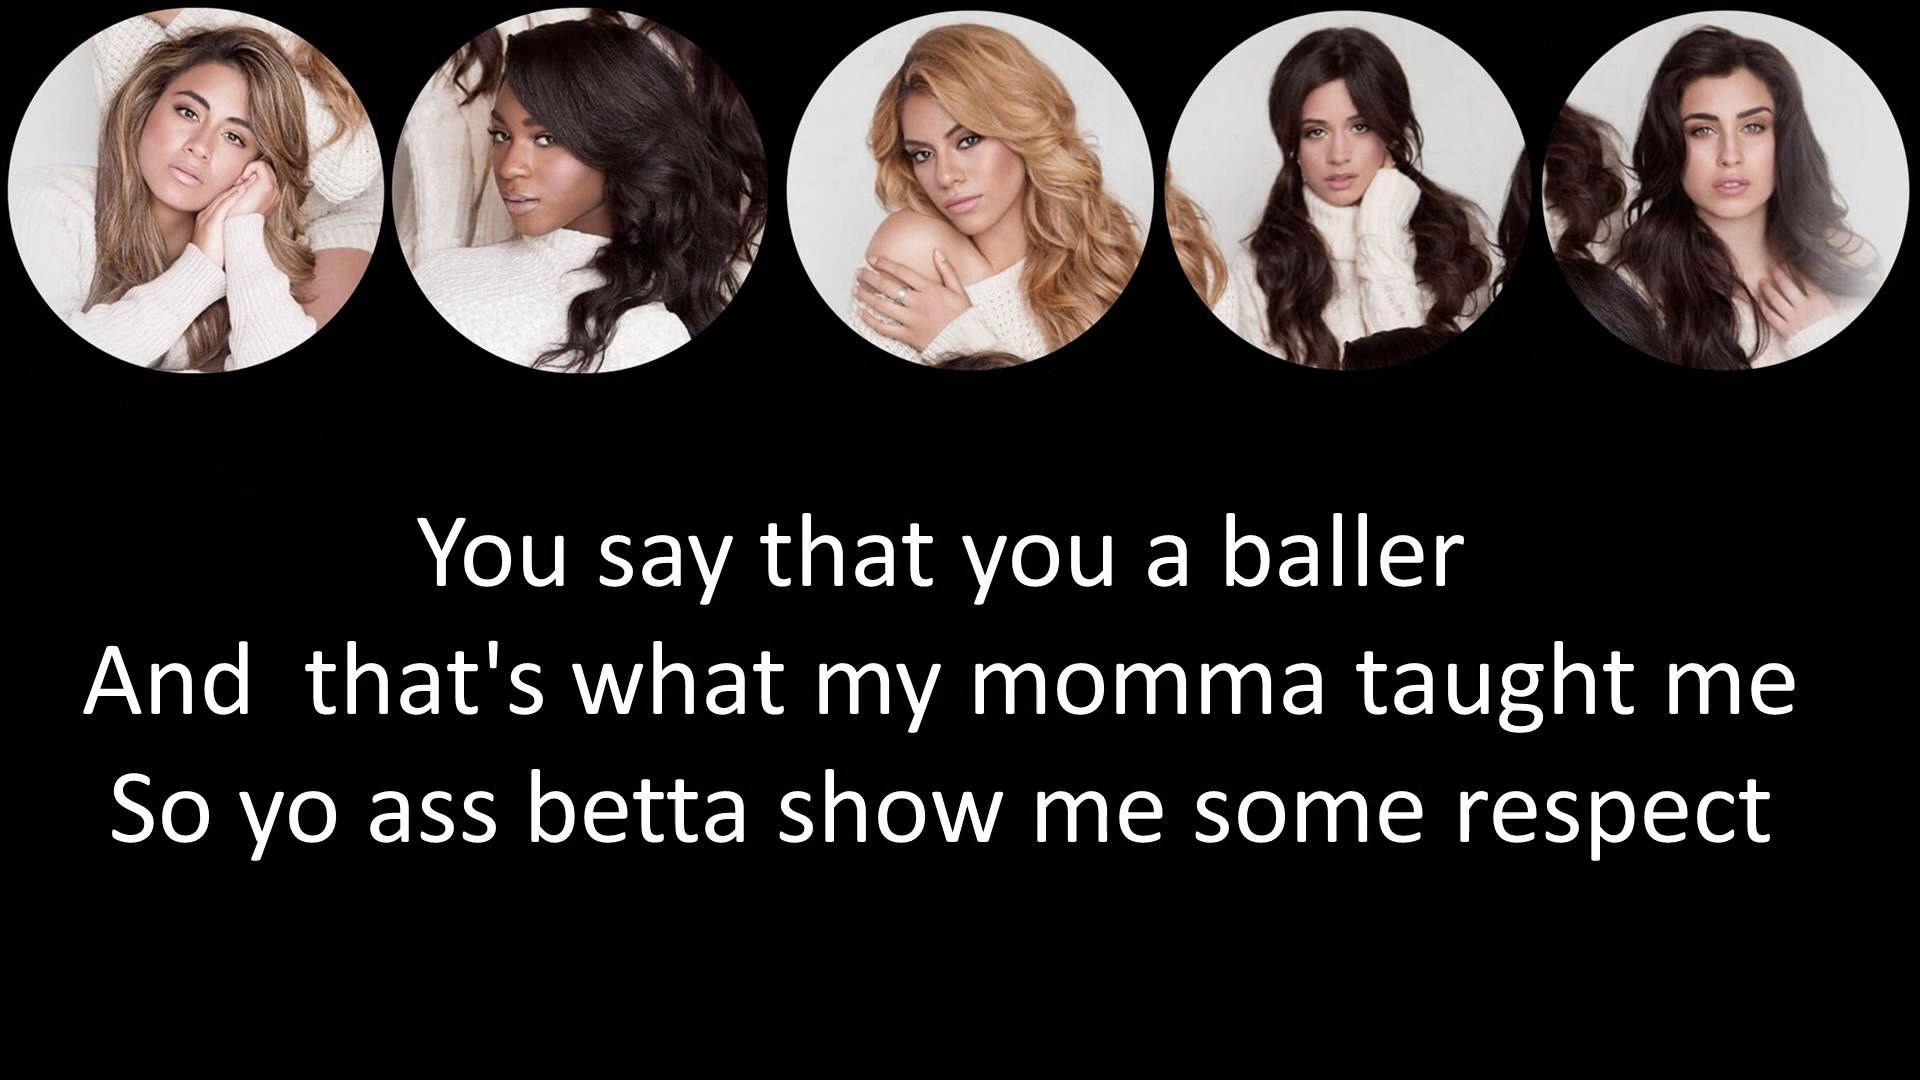 You say that you a baller
And  that's what my momma taught me
So yo ass betta show me some respect